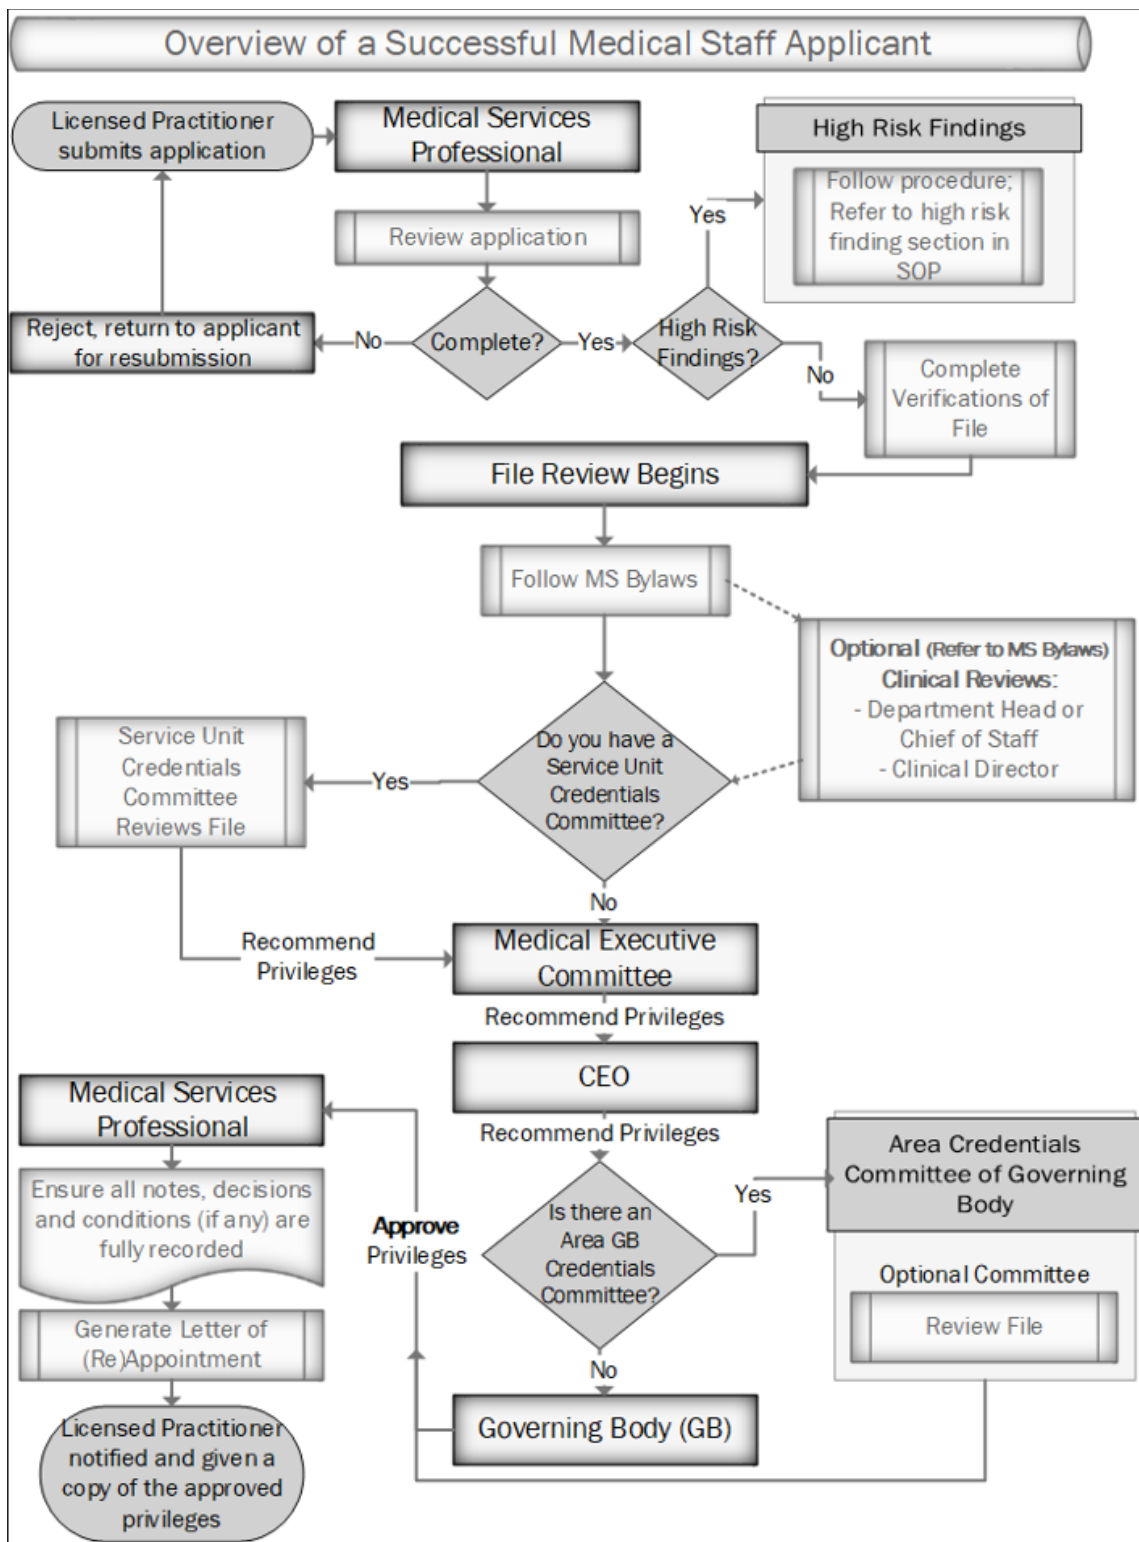 Overview of a Successful Medical Staff Applicant
Licensed Practitioner
submits application
Medical Services
Professional
High Risk Findings
Follow procedure;
Refer to high risk
finding section in
SOP
Yes
Review application
Reject, return to applicant
for resubmission
No
Complete?
Yes
High Risk
Findings?
No
Complete
Verifications of
File
File Review Begins
Follow MS Bylaws
Optional (Refer to MS Bylaws)
Clinical Reviews:
- Department Head or
Chief of Staff
- Clinical Director
Do you have a
Service Unit
Credentials
Committee?
Yes
Service Unit
Credentials
Committee
Reviews File
No
Recommend
Privileges
Medical Executive
Committee
Recommend Privileges
CEO
Recommend Privileges
Is there an
Area GB
Credentials
Committee?
Yes
Area Credentials
Committee of Governing
Body
Optional Committee
Review File
No
Governing Body (GB)
Approve
Privileges
Medical Services
Professional
Ensure all notes, decisions
and conditions (if any) are
fully recorded
Generate Letter of
(Re)Appointment
Licensed Practitioner
notified and given a
copy of the approved
privileges